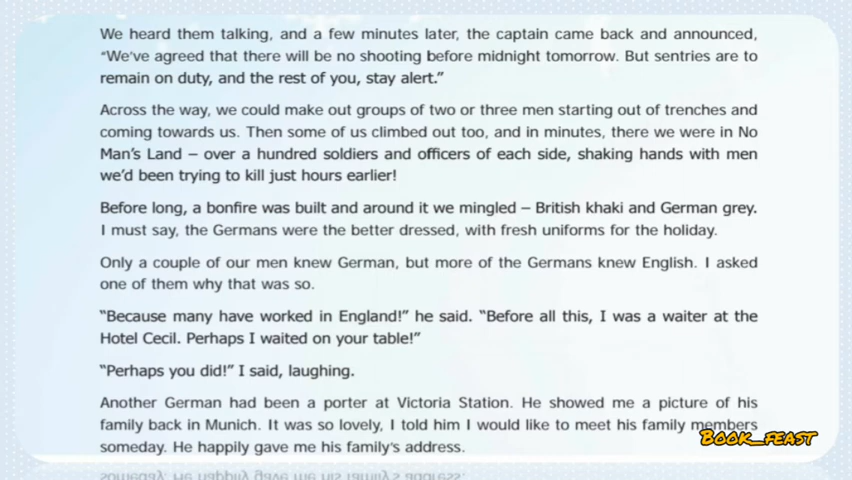 We heard them talking, and a few minutes later, the captain came back and announced,
“We’ve agreed that there will be no shooting before midnight tomorrow. But sentries are to
remain on duty, and the rest of you, stay alert.”
Across the way, we could make out groups of two or three men starting out of trenches and
coming towards us. Then some of us climbed out too, and in minutes, there we were in No
Man’s Land – over a hundred soldiers and officers of each side, shaking hands with men
we’d been trying to kill just hours earlier!
Before long, a bonfire was built and around it we mingled – British khaki and German grey.
I must say, the Germans were the better dressed, with fresh uniforms for the holiday.
Only a couple of our men knew German, but more of the Germans knew English. I asked
one of them why that was so.
“Because many have worked in England!” he said. “Before all this, I was a waiter at the
Hotel Cecil. Perhaps I waited on your table!”
“Perhaps you did!” I said, laughing.
Another German had been a porter at Victoria Station. He showed me a picture of his
family back in Munich. It was so lovely, I told him I would like to meet his family members
someday. He happily gave me his family’s address.
Book_feast